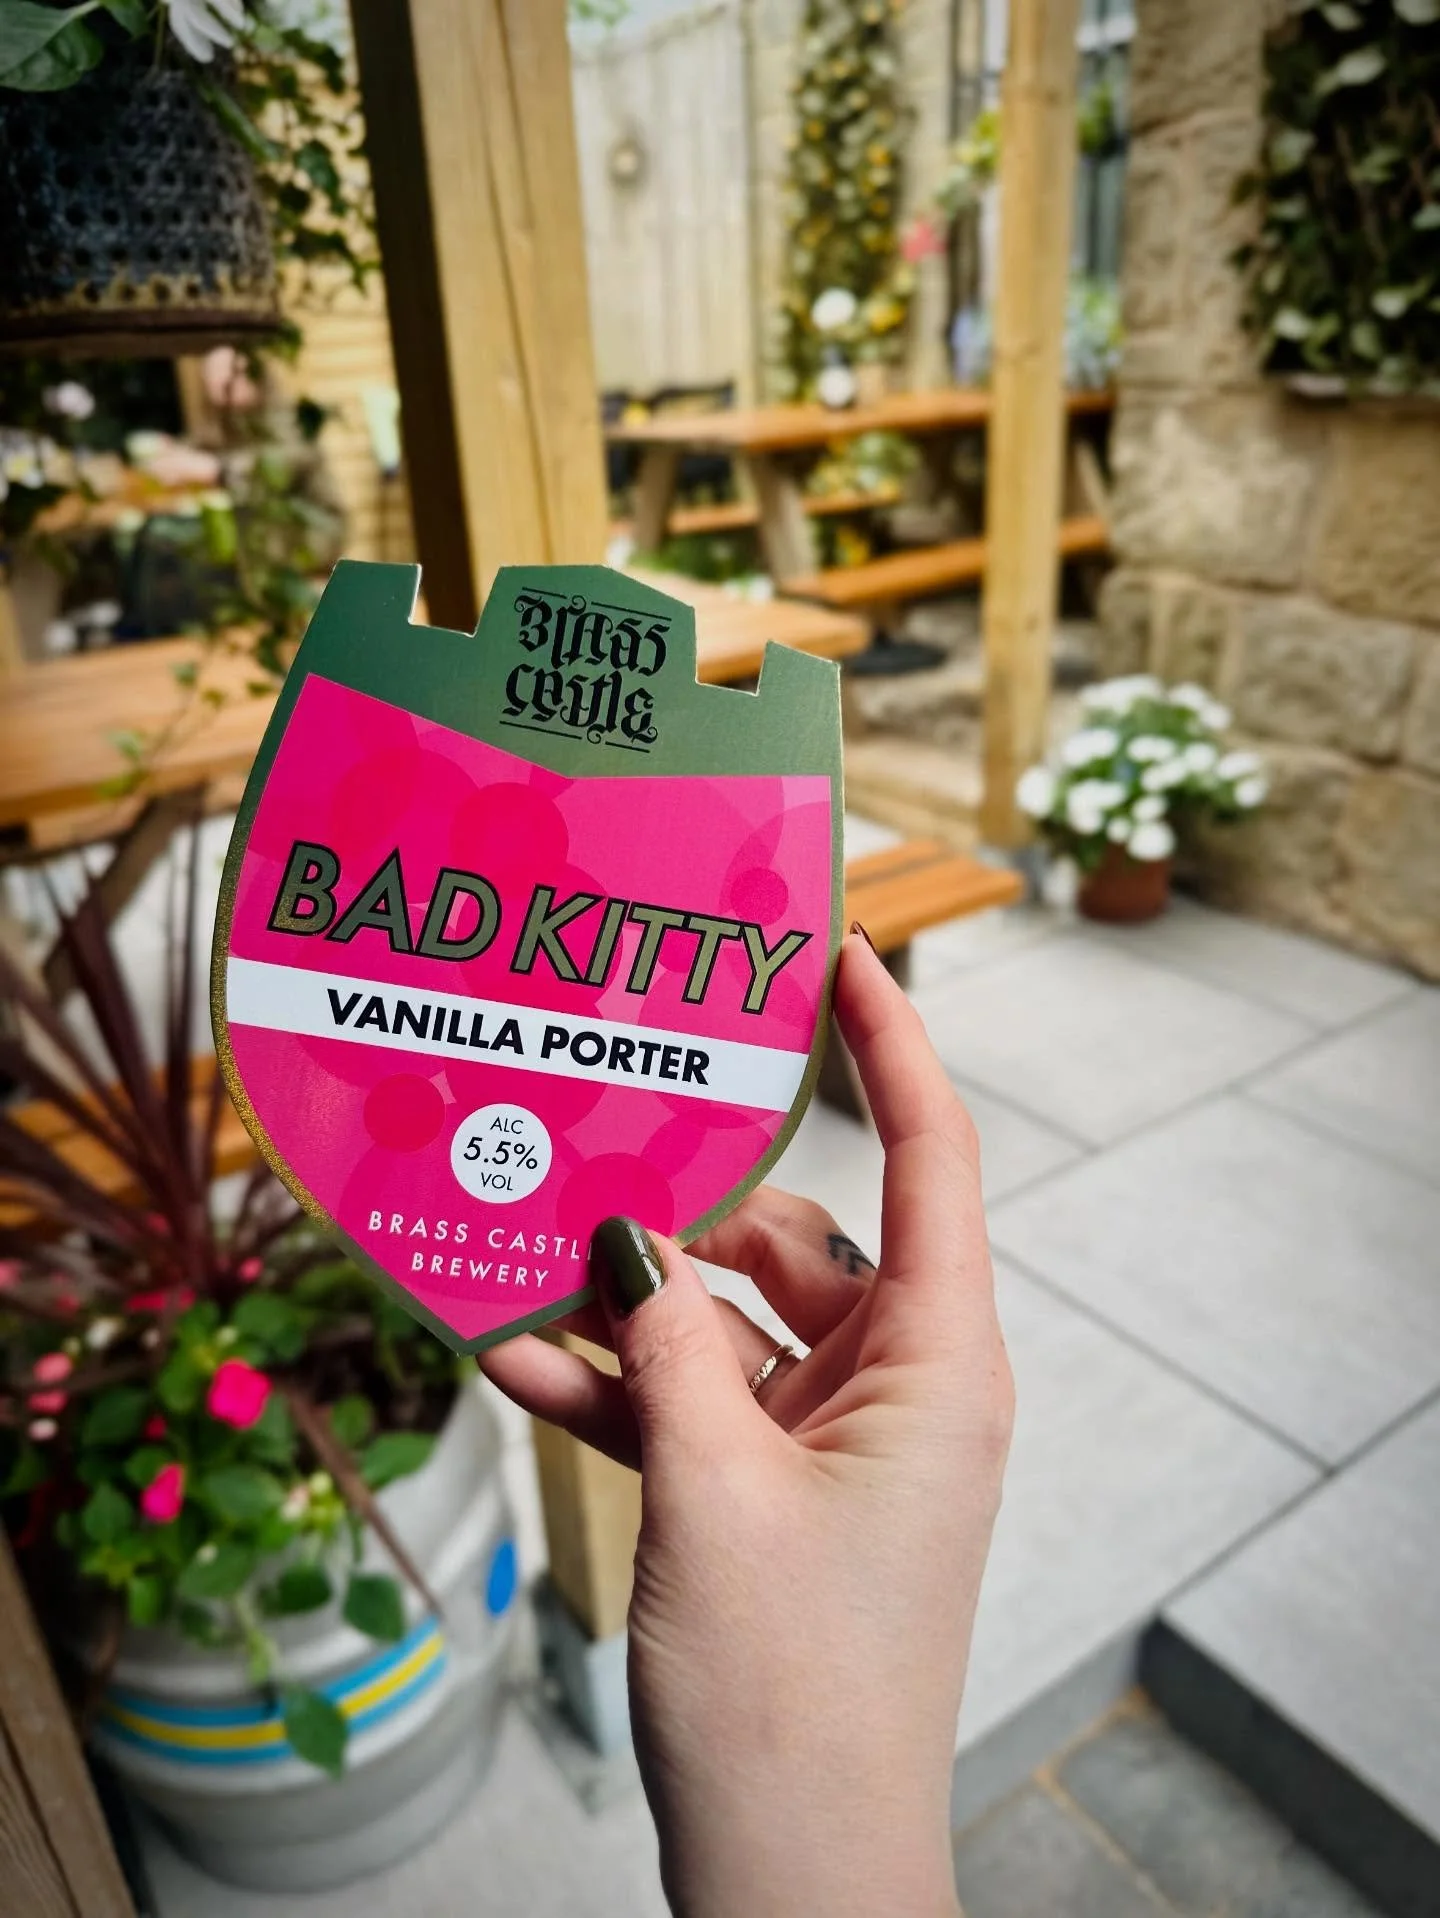 Brass
Castle
BAD KITTY
VANILLA PORTER
ALC
5.5%
VOL
BRASS CASTL
BREWERY